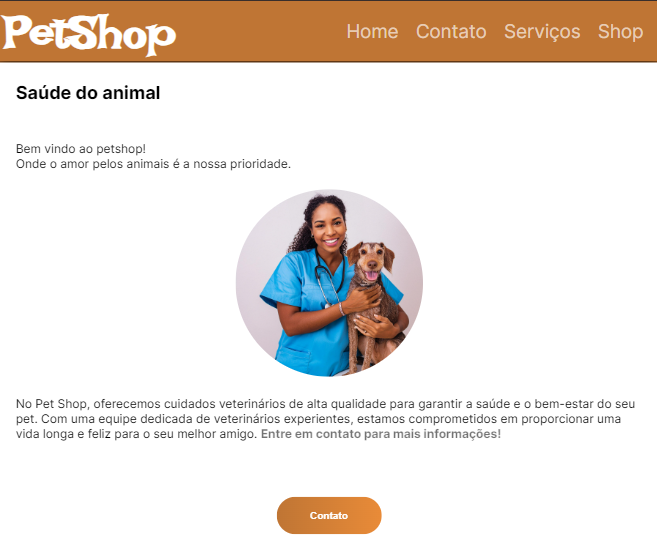 PetShop
Home Contato Serviços Shop
Saúde do animal
Bem vindo ao petshop!
Onde o amor pelos animais é a nossa prioridade.
No Pet Shop, oferecemos cuidados veterinários de alta qualidade para garantir a saúde e o bem-estar do seu
pet. Com uma equipe dedicada de veterinários experientes, estamos comprometidos em proporcionar uma
vida longa e feliz para o seu melhor amigo. Entre em contato para mais informações!
Contato